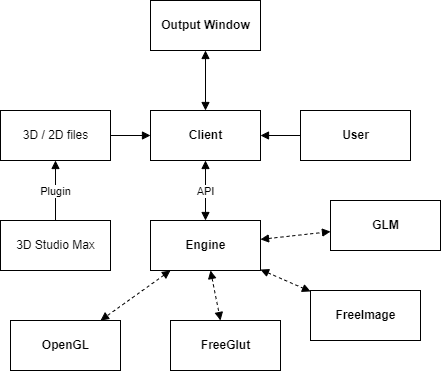 Output Window
3D / 2D files
Client
User
Plugin
API
3D Studio Max
Engine
GLM
FreeImage
OpenGL
FreeGlut